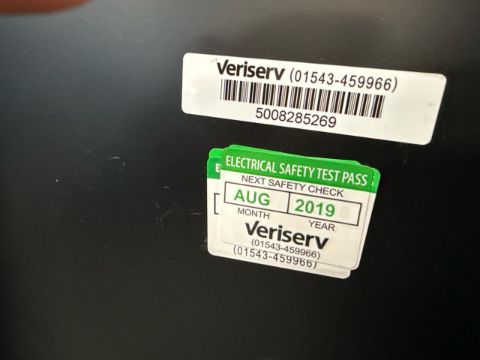 Veriserv (01543-459966)
5008285269
ELECTRICAL SAFETY TEST PASS
NEXT SAFETY CHECK
AUG 2019
MONTH YEAR
Veriserv
(01543-459966)
(01543-459966)